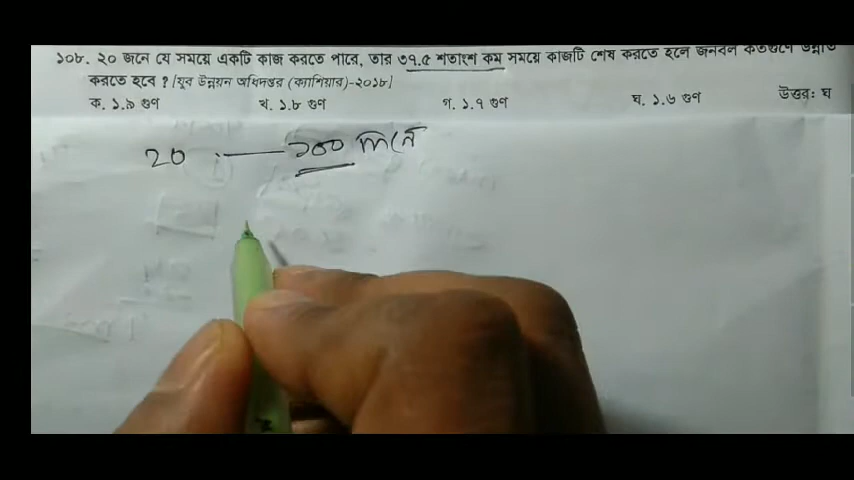 ১০৮. ২০ জনে যে সময়ে একটি কাজ করতে পারে, তার ৩৭.৫ শতাংশ কম সময়ে কাজটি শেষ করতে হলে জনবল কতগুণে উন্নীত
করতে হবে ? [যুব উন্নয়ন অধিদপ্তর (ক্যাশিয়ার)-২০১৮]
ক. ১.৯ গুণ খ. ১.৮ গুণ গ. ১.৭ গুণ ঘ. ১.৬ গুণ উত্তর: ঘ
২০ — ১০০ দিনে